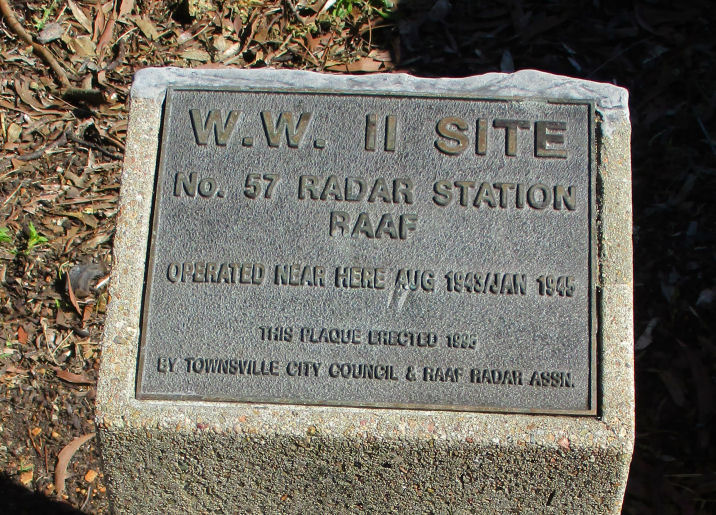 W.W. II SITE
No. 57 RADAR STATION
RAAF
OPERATED NEAR HERE AUG 1943/JAN 1945
THIS PLAQUE ERECTED
BY TOWNSVILLE CITY COUNCIL & RAAF RADAR ASSN.